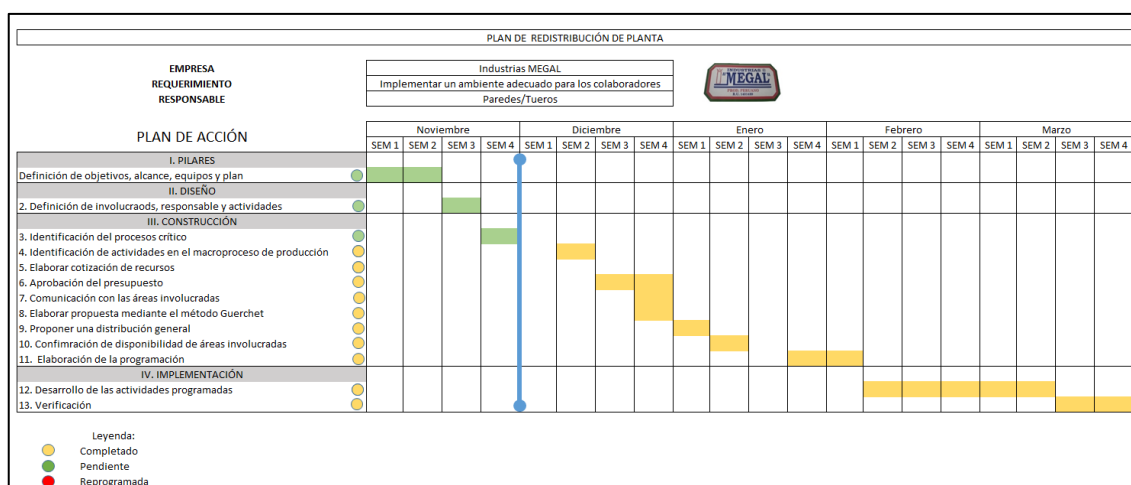 PLAN DE REDISTRIBUCIÓN DE PLANTA
EMPRESA Industrias MEGAL
REQUERIMIENTO Implementar un ambiente adecuado para los colaboradores
RESPONSABLE Paredes/Tueros
MEGAL
PLAN DE ACCIÓN
Noviembre Diciembre Enero Febrero Marzo
SEM 1 SEM 2 SEM 3 SEM 4 SEM 1 SEM 2 SEM 3 SEM 4 SEM 1 SEM 2 SEM 3 SEM 4 SEM 1 SEM 2 SEM 3 SEM 4 SEM 1 SEM 2 SEM 3 SEM 4
I. PILARES
Definición de objetivos, alcance, equipos y plan
II. DISEÑO
2. Definición de involucraods, responsable y actividades
III. CONSTRUCCIÓN
3. Identificación del procesos crítico
4. Identificación de actividades en el macroproceso de producción
5. Elaborar cotización de recursos
6. Aprobación del presupuesto
7. Comunicación con las áreas involucradas
8. Elaborar propuesta mediante el método Guerchet
9. Proponer una distribución general
10. Confimración de disponibilidad de áreas involucradas
11. Elaboración de la programación
IV. IMPLEMENTACIÓN
12. Desarrollo de las actividades programadas
13. Verificación
Leyenda:
Completado
Pendiente
Reprogramada